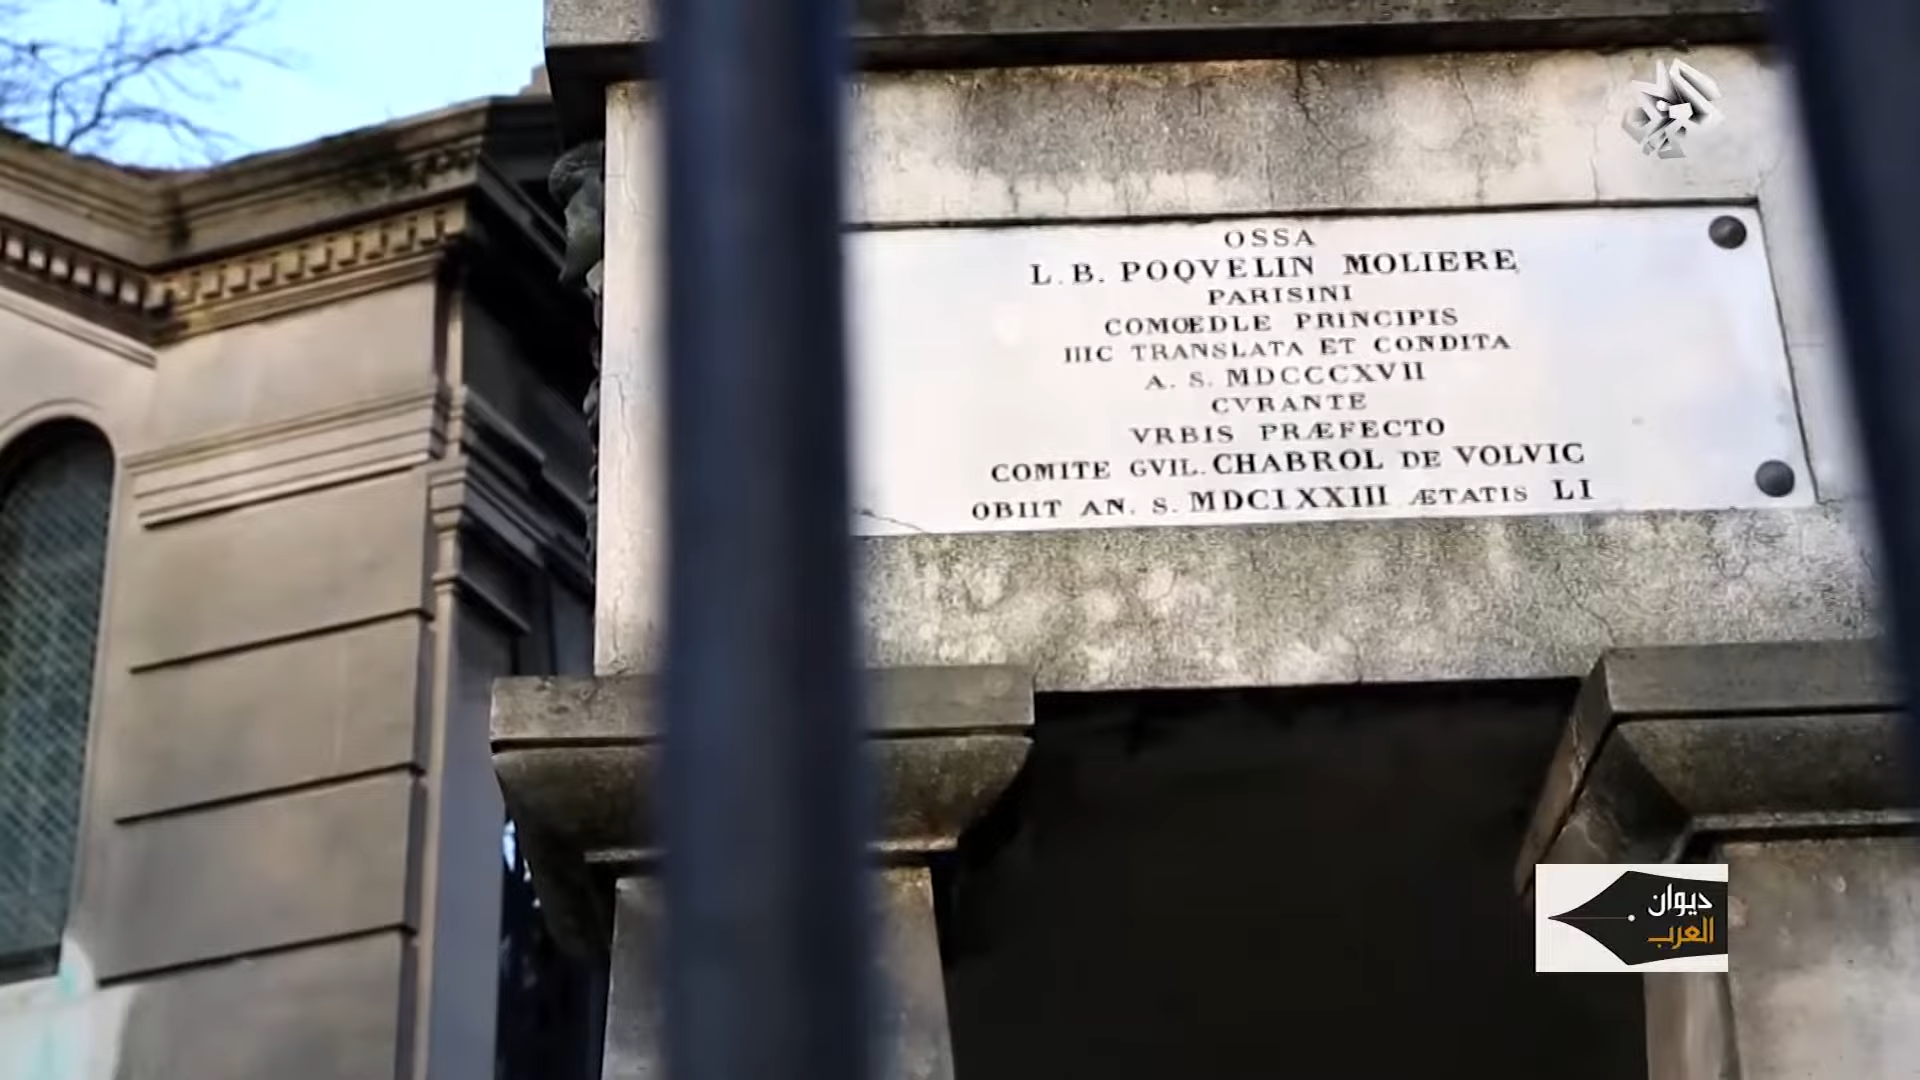 OSSA
L. B. POQVELIN MOLIERE
PARISINI
COMŒDLE PRINCIPIS
IIIC TRANSLATA ET CONDITA
A. S. MDCCCXVII
CVRANTE
VRBIS PRÆFECTO
COMITE GVIL. CHABROL DE VOLVIC
OBIIT AN. S. MDCLXXIII ÆTATIS LI
ديوان
العرب